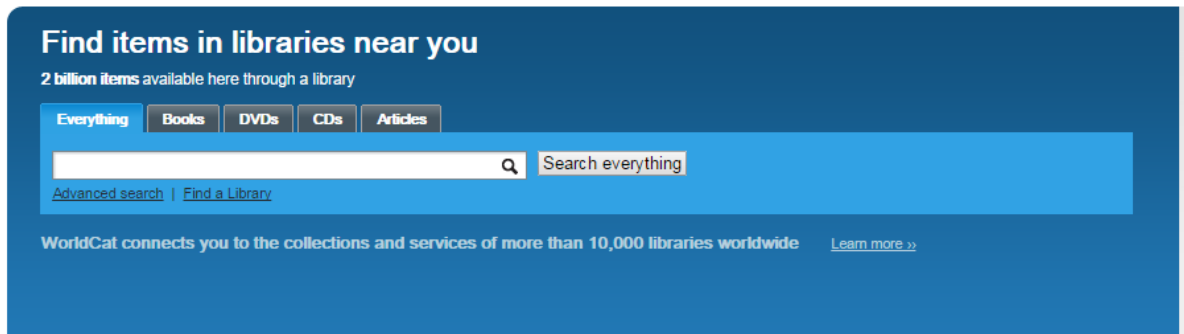 Find items in libraries near you
2 billion items available here through a library
Everything Books DVDs CDs Articles
Search everything
Advanced search | Find a Library
WorldCat connects you to the collections and services of more than 10,000 libraries worldwide Learn more »